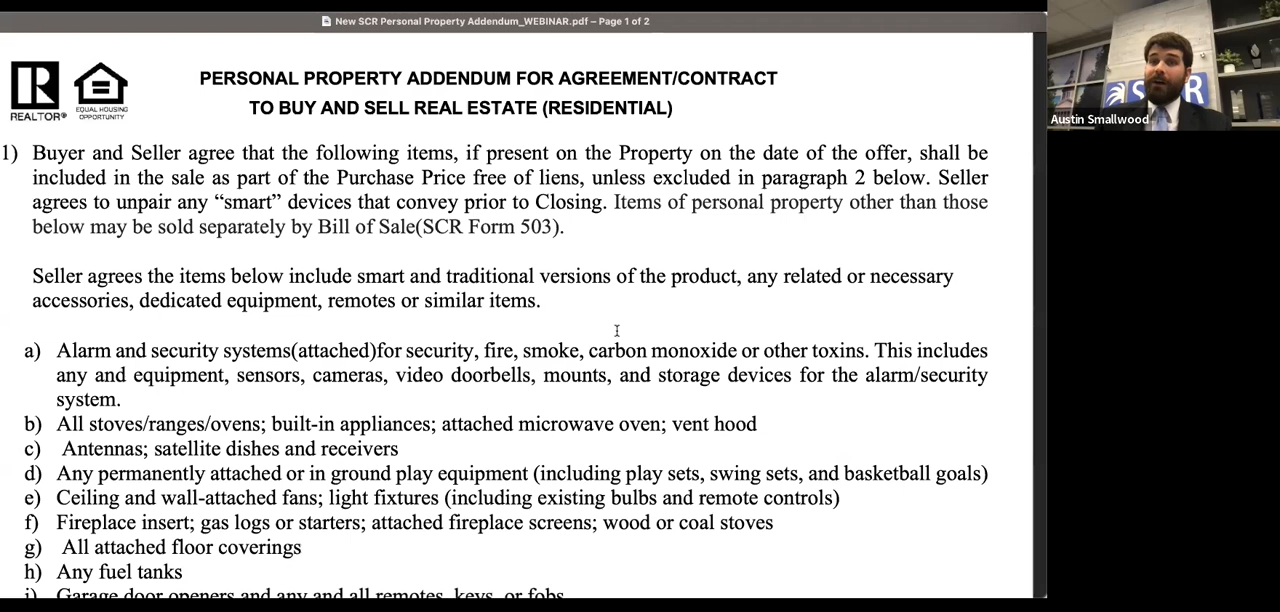 New SCR Personal Property Addendum_WEBINAR.pdf – Page 1 of 2
REALTOR®
EQUAL HOUSING
OPPORTUNITY
PERSONAL PROPERTY ADDENDUM FOR AGREEMENT/CONTRACT
TO BUY AND SELL REAL ESTATE (RESIDENTIAL)
Austin Smallwood
1) Buyer and Seller agree that the following items, if present on the Property on the date of the offer, shall be
included in the sale as part of the Purchase Price free of liens, unless excluded in paragraph 2 below. Seller
agrees to unpair any “smart” devices that convey prior to Closing. Items of personal property other than those
below may be sold separately by Bill of Sale(SCR Form 503).
Seller agrees the items below include smart and traditional versions of the product, any related or necessary
accessories, dedicated equipment, remotes or similar items.
a) Alarm and security systems(attached)for security, fire, smoke, carbon monoxide or other toxins. This includes
any and equipment, sensors, cameras, video doorbells, mounts, and storage devices for the alarm/security
system.
b) All stoves/ranges/ovens; built-in appliances; attached microwave oven; vent hood
c) Antennas; satellite dishes and receivers
d) Any permanently attached or in ground play equipment (including play sets, swing sets, and basketball goals)
e) Ceiling and wall-attached fans; light fixtures (including existing bulbs and remote controls)
f) Fireplace insert; gas logs or starters; attached fireplace screens; wood or coal stoves
g) All attached floor coverings
h) Any fuel tanks
i) Garage door openers and any and all remotes, keys, or fobs